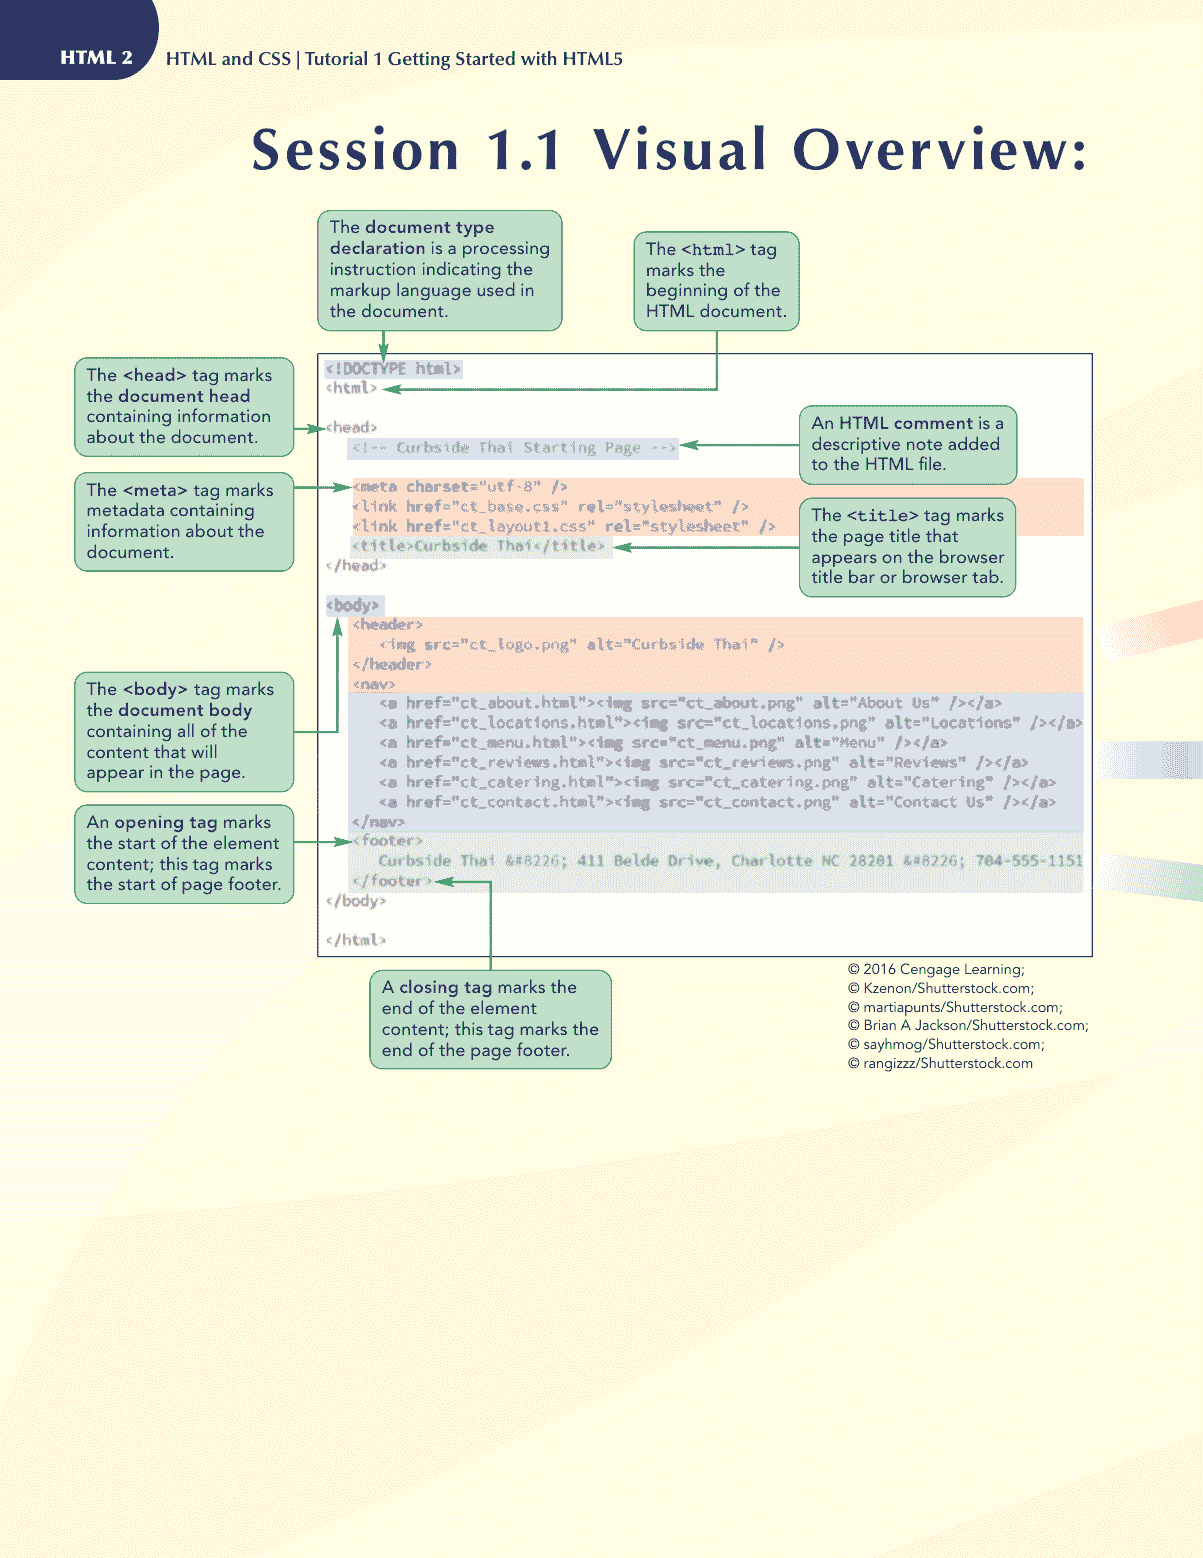 HTML 2 HTML and CSS | Tutorial 1 Getting Started with HTML5
Session 1.1 Visual Overview:
The document type
declaration is a processing
instruction indicating the
markup language used in
the document.
The <html> tag
marks the
beginning of the
HTML document.
The <head> tag marks
the document head
containing information
about the document.
The <meta> tag marks
metadata containing
information about the
document.
The <body> tag marks
the document body
containing all of the
content that will
appear in the page.
An opening tag marks
the start of the element
content; this tag marks
the start of page footer.
<!DOCTYPE html>
<html>
<head>
<!-- Curbside Thai Starting Page -->
<meta charset="utf-8" />
<link href="ct_base.css" rel="stylesheet" />
<link href="ct_layout1.css" rel="stylesheet" />
<title>Curbside Thai</title>
</head>
<body>
<header>
<img src="ct_logo.png" alt="Curbside Thai" />
</header>
<nav>
<a href="ct_about.html"><img src="ct_about.png" alt="About Us" /></a>
<a href="ct_locations.html"><img src="ct_locations.png" alt="Locations" /></a>
<a href="ct_menu.html"><img src="ct_menu.png" alt="Menu" /></a>
<a href="ct_reviews.html"><img src="ct_reviews.png" alt="Reviews" /></a>
<a href="ct_catering.html"><img src="ct_catering.png" alt="Catering" /></a>
<a href="ct_contact.html"><img src="ct_contact.png" alt="Contact Us" /></a>
</nav>
<footer>
Curbside Thai &#8226; 411 Belde Drive, Charlotte NC 28201 &#8226; 704-555-1151
</footer>
</body>
</html>
An HTML comment is a
descriptive note added
to the HTML file.
The <title> tag marks
the page title that
appears on the browser
title bar or browser tab.
A closing tag marks the
end of the element
content; this tag marks the
end of the page footer.
© 2016 Cengage Learning;
© Kzenon/Shutterstock.com;
© martiapunts/Shutterstock.com;
© Brian A Jackson/Shutterstock.com;
© sayhmog/Shutterstock.com;
© rangizzz/Shutterstock.com